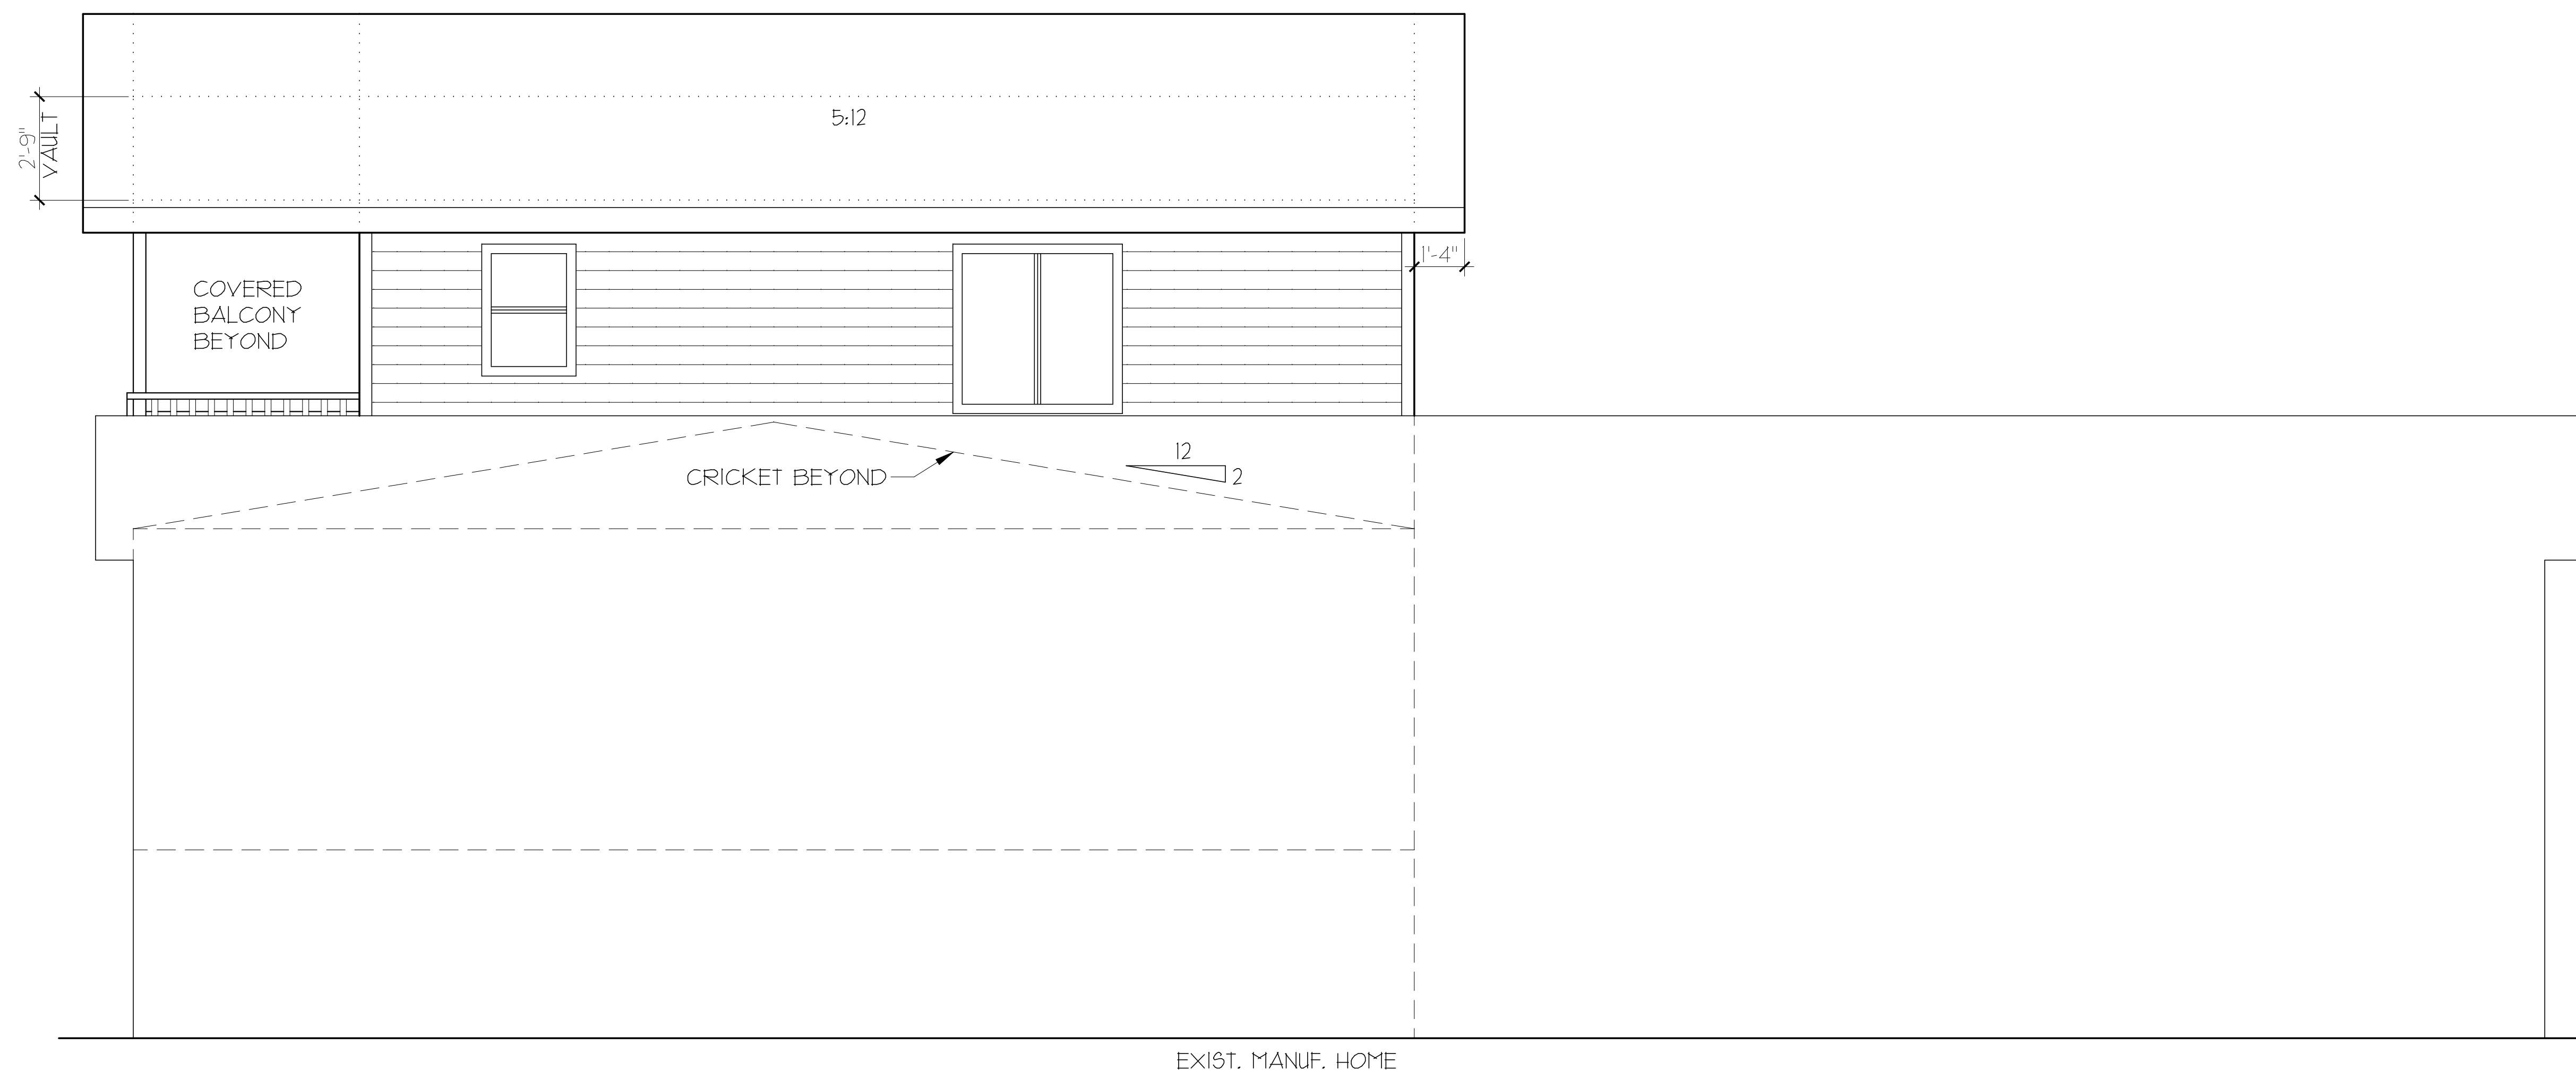 5:12
2'-9"
VAULT
1'-4"
COVERED
BALCONY
BEYOND
12
2
CRICKET BEYOND
EXIST. MANUF. HOME